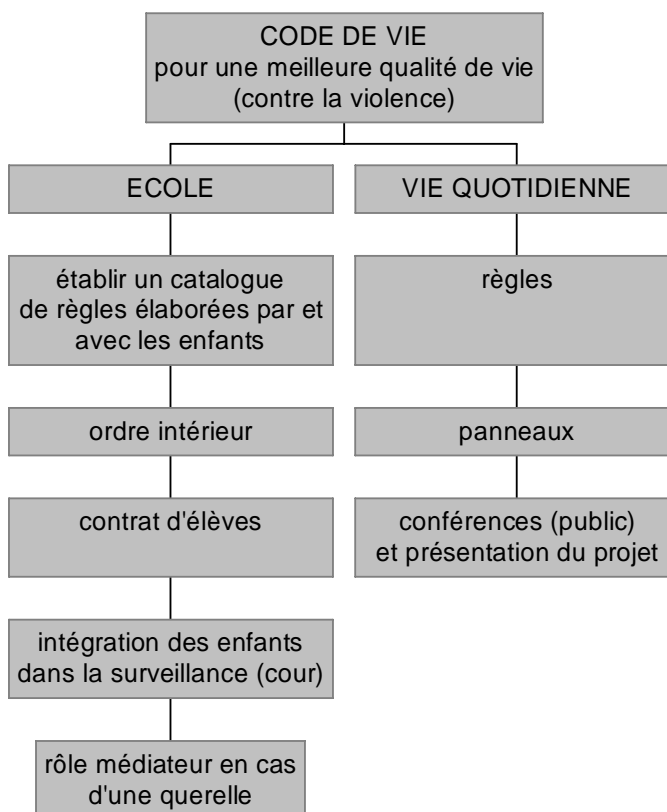 CODE DE VIE
pour une meilleure qualité de vie
(contre la violence)
ECOLE
VIE QUOTIDIENNE
établir un catalogue
de règles élaborées par et
avec les enfants
règles
ordre intérieur
panneaux
contrat d'élèves
conférences (public)
et présentation du projet
intégration des enfants
dans la surveillance (cour)
rôle médiateur en cas
d'une querelle